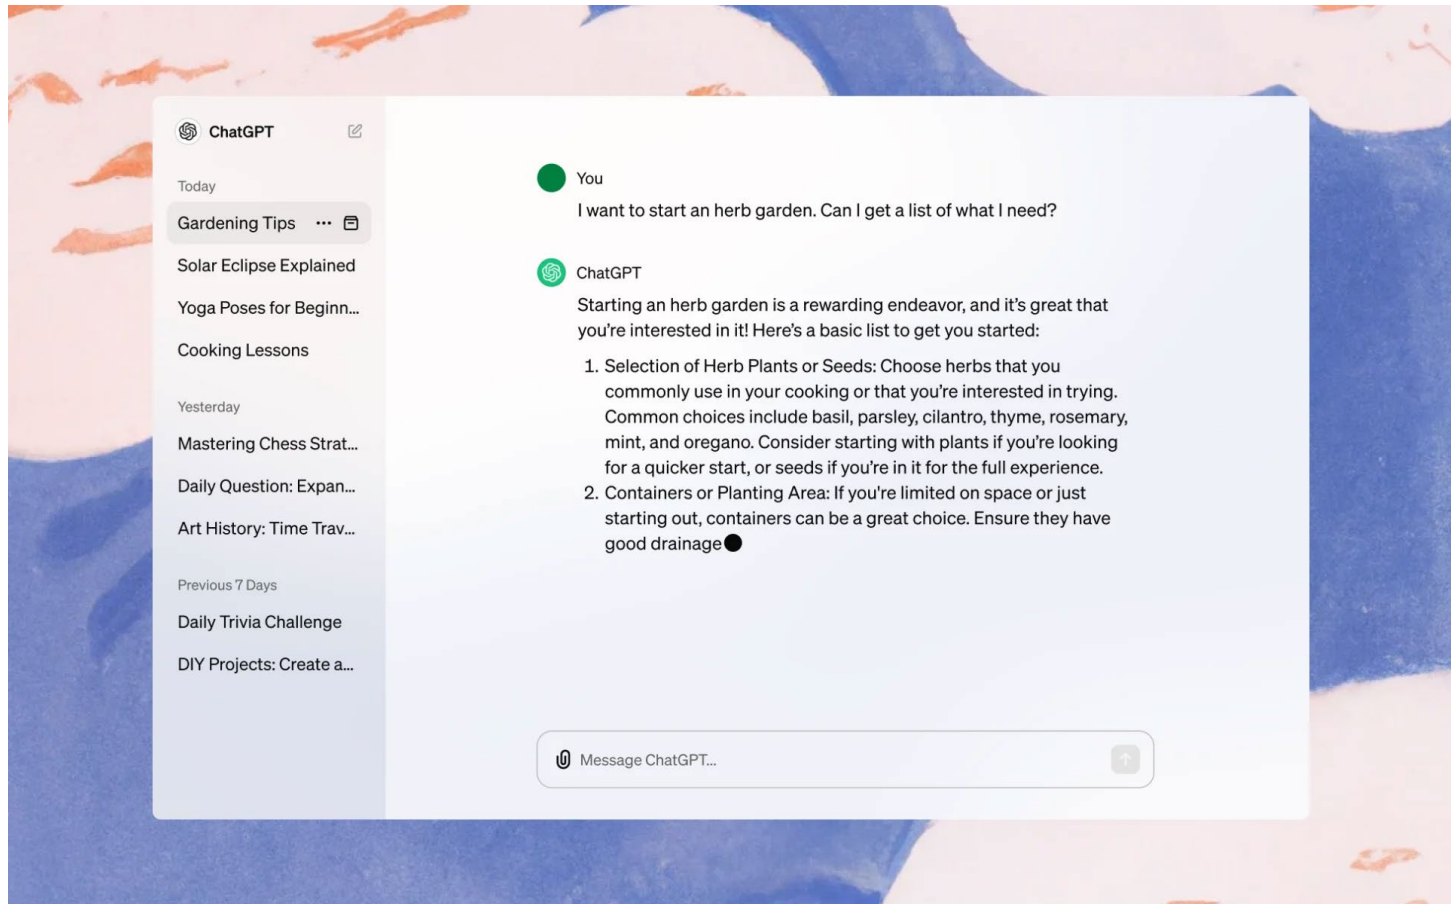 ChatGPT
Today
Gardening Tips
Solar Eclipse Explained
Yoga Poses for Beginn...
Cooking Lessons
Yesterday
Mastering Chess Strat...
Daily Question: Expan...
Art History: Time Trav...
Previous 7 Days
Daily Trivia Challenge
DIY Projects: Create a...
You
I want to start an herb garden. Can I get a list of what I need?
ChatGPT
Starting an herb garden is a rewarding endeavor, and it’s great that
you’re interested in it! Here’s a basic list to get you started:
1. Selection of Herb Plants or Seeds: Choose herbs that you
commonly use in your cooking or that you’re interested in trying.
Common choices include basil, parsley, cilantro, thyme, rosemary,
mint, and oregano. Consider starting with plants if you’re looking
for a quicker start, or seeds if you’re in it for the full experience.
2. Containers or Planting Area: If you're limited on space or just
starting out, containers can be a great choice. Ensure they have
good drainage
Message ChatGPT...